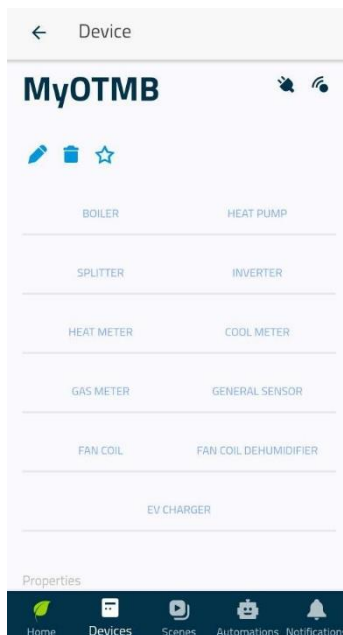 Device
MyOTMB
BOILER HEAT PUMP
SPLITTER INVERTER
HEAT METER COOL METER
GAS METER GENERAL SENSOR
FAN COIL FAN COIL DEHUMIDIFIER
EV CHARGER
Properties
Home Devices Scenes Automations Notifications